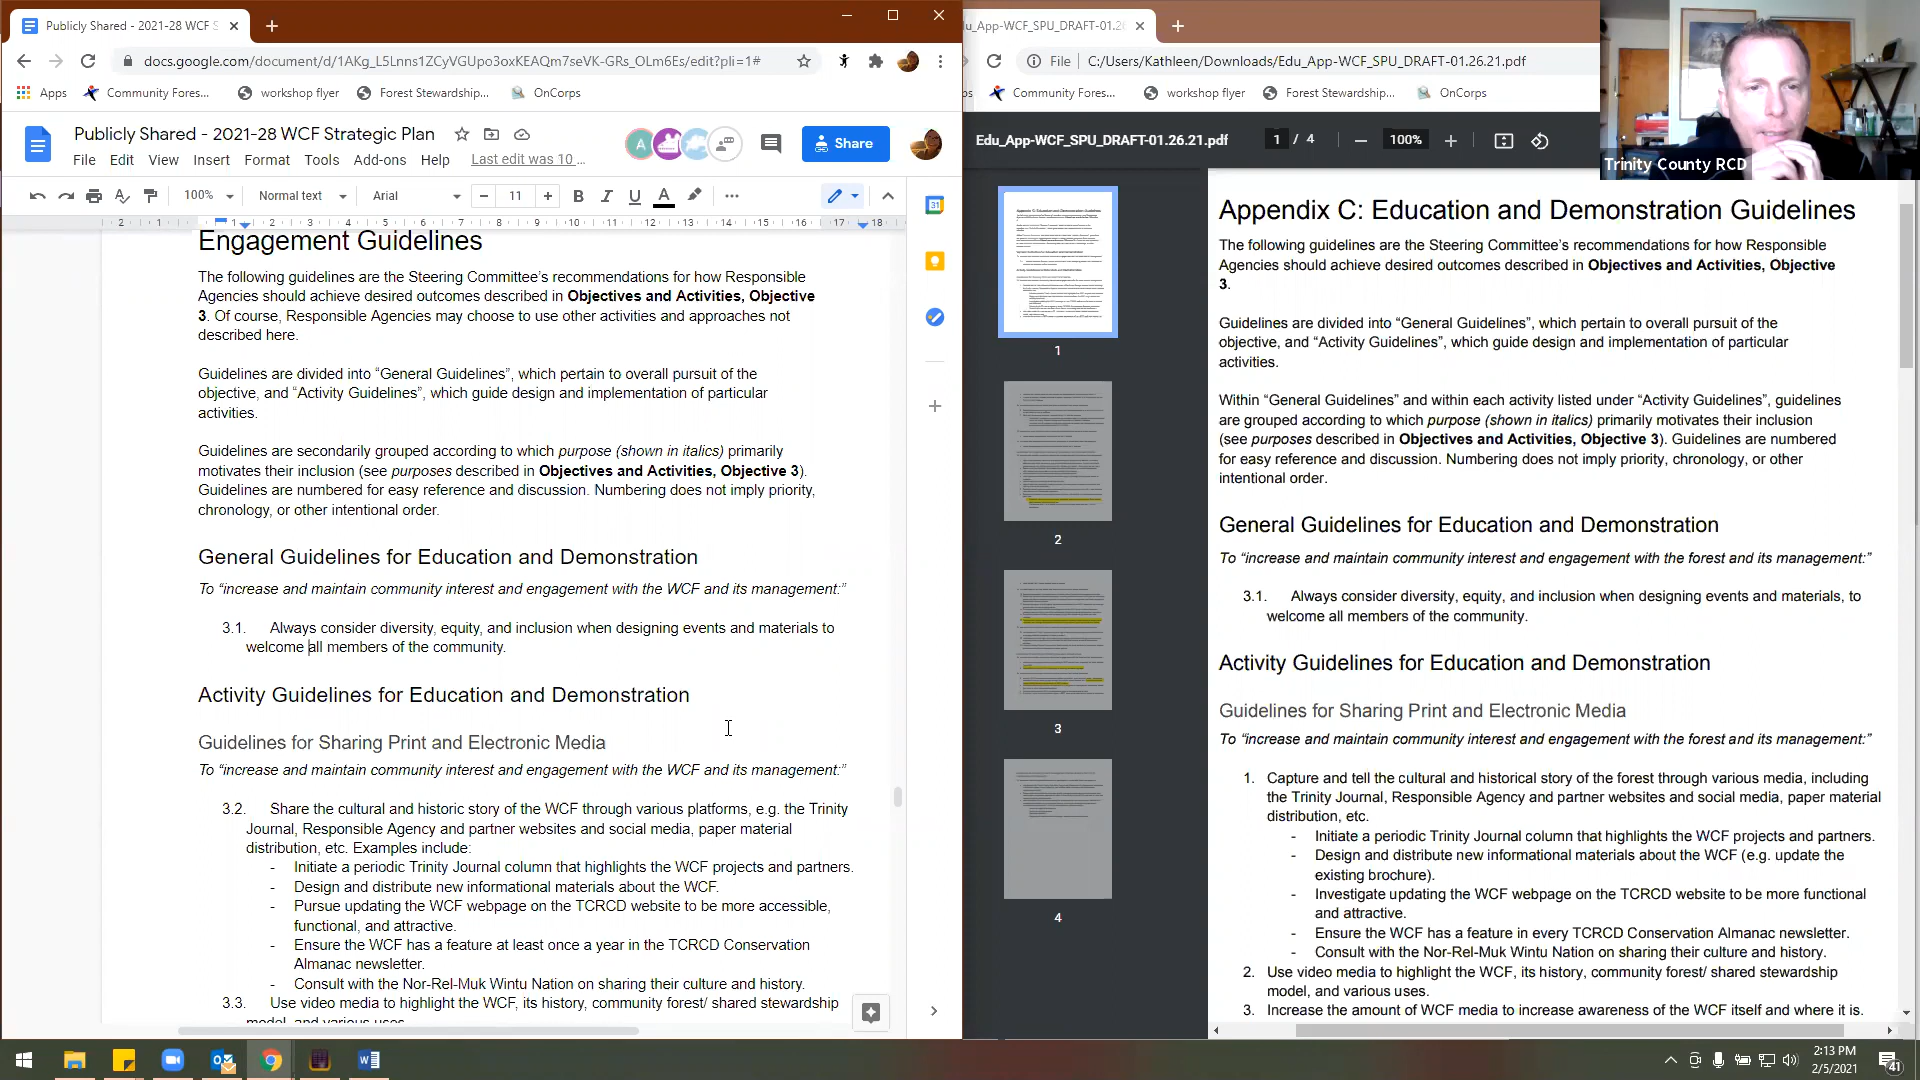 Publicly Shared - 2021-28 WCF S
docs.google.com/document/d/1AKg_L5Lnns1ZCyVGUpo3oxKEAQm7seVK-GRs_OLm6Es/edit?pli=1#
Apps
Community Fores...
workshop flyer
Forest Stewardship...
OnCorps
Publicly Shared - 2021-28 WCF Strategic Plan
Share
File Edit View Insert Format Tools Add-ons Help Last edit was 10 ...
100% Normal text Arial 11 B I U A
2 1 1 2 3 4 5 6 7 8 9 10 11 12 13 14 15 16 17 18
Engagement Guidelines
The following guidelines are the Steering Committee's recommendations for how Responsible
Agencies should achieve desired outcomes described in Objectives and Activities, Objective
3. Of course, Responsible Agencies may choose to use other activities and approaches not
described here.
Guidelines are divided into “General Guidelines”, which pertain to overall pursuit of the
objective, and “Activity Guidelines”, which guide design and implementation of particular
activities.
Guidelines are secondarily grouped according to which purpose (shown in italics) primarily
motivates their inclusion (see purposes described in Objectives and Activities, Objective 3).
Guidelines are numbered for easy reference and discussion. Numbering does not imply priority,
chronology, or other intentional order.
General Guidelines for Education and Demonstration
To “increase and maintain community interest and engagement with the WCF and its management:”
3.1. Always consider diversity, equity, and inclusion when designing events and materials to
welcome all members of the community.
Activity Guidelines for Education and Demonstration
Guidelines for Sharing Print and Electronic Media
To “increase and maintain community interest and engagement with the WCF and its management:”
3.2. Share the cultural and historic story of the WCF through various platforms, e.g. the Trinity
Journal, Responsible Agency and partner websites and social media, paper material
distribution, etc. Examples include:
- Initiate a periodic Trinity Journal column that highlights the WCF projects and partners.
- Design and distribute new informational materials about the WCF.
- Pursue updating the WCF webpage on the TCRCD website to be more accessible,
functional, and attractive.
- Ensure the WCF has a feature at least once a year in the TCRCD Conservation
Almanac newsletter.
- Consult with the Nor-Rel-Muk Wintu Nation on sharing their culture and history.
3.3. Use video media to highlight the WCF, its history, community forest/ shared stewardship
model, and various uses
du_App-WCF_SPU_DRAFT-01.26
File C:/Users/Kathleen/Downloads/Edu_App-WCF_SPU_DRAFT-01.26.21.pdf
ps
Community Fores...
workshop flyer
Forest Stewardship...
OnCorps
Edu_App-WCF_SPU_DRAFT-01.26.21.pdf 1 / 4 100%
Trinity County RCD
1
2
3
4
Appendix C: Education and Demonstration Guidelines
The following guidelines are the Steering Committee's recommendations for how Responsible
Agencies should achieve desired outcomes described in Objectives and Activities, Objective
3.
Guidelines are divided into “General Guidelines”, which pertain to overall pursuit of the
objective, and “Activity Guidelines”, which guide design and implementation of particular
activities.
Within “General Guidelines” and within each activity listed under “Activity Guidelines”, guidelines
are grouped according to which purpose (shown in italics) primarily motivates their inclusion
(see purposes described in Objectives and Activities, Objective 3). Guidelines are numbered
for easy reference and discussion. Numbering does not imply priority, chronology, or other
intentional order.
General Guidelines for Education and Demonstration
To “increase and maintain community interest and engagement with the forest and its management:”
3.1. Always consider diversity, equity, and inclusion when designing events and materials, to
welcome all members of the community.
Activity Guidelines for Education and Demonstration
Guidelines for Sharing Print and Electronic Media
To “increase and maintain community interest and engagement with the forest and its management:”
1. Capture and tell the cultural and historical story of the forest through various media, including
the Trinity Journal, Responsible Agency and partner websites and social media, paper material
distribution, etc.
- Initiate a periodic Trinity Journal column that highlights the WCF projects and partners.
- Design and distribute new informational materials about the WCF (e.g. update the
existing brochure).
- Investigate updating the WCF webpage on the TCRCD website to be more functional
and attractive.
- Ensure the WCF has a feature in every TCRCD Conservation Almanac newsletter.
- Consult with the Nor-Rel-Muk Wintu Nation on sharing their culture and history.
2. Use video media to highlight the WCF, its history, community forest/ shared stewardship
model, and various uses.
3. Increase the amount of WCF media to increase awareness of the WCF itself and where it is.
2:13 PM
2/5/2021
41